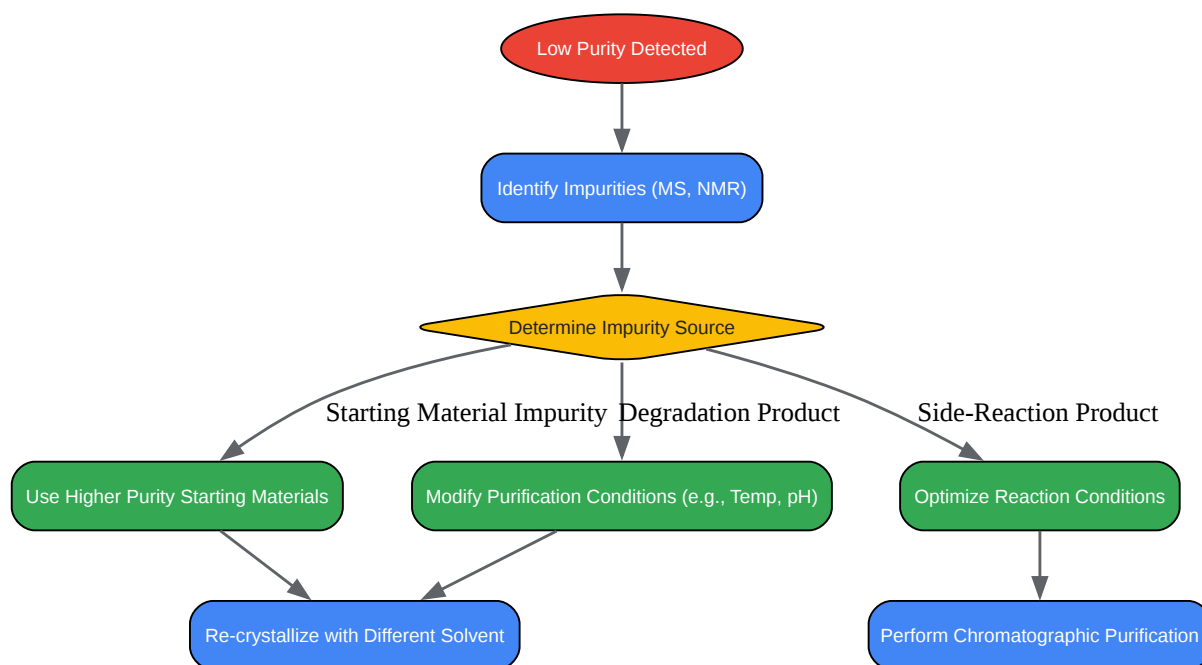 Low Purity Detected
Identify Impurities (MS, NMR)
Determine Impurity Source
Starting Material Impurity
Degradation Product
Side-Reaction Product
Use Higher Purity Starting Materials
Modify Purification Conditions (e.g., Temp, pH)
Optimize Reaction Conditions
Re-crystallize with Different Solvent
Perform Chromatographic Purification